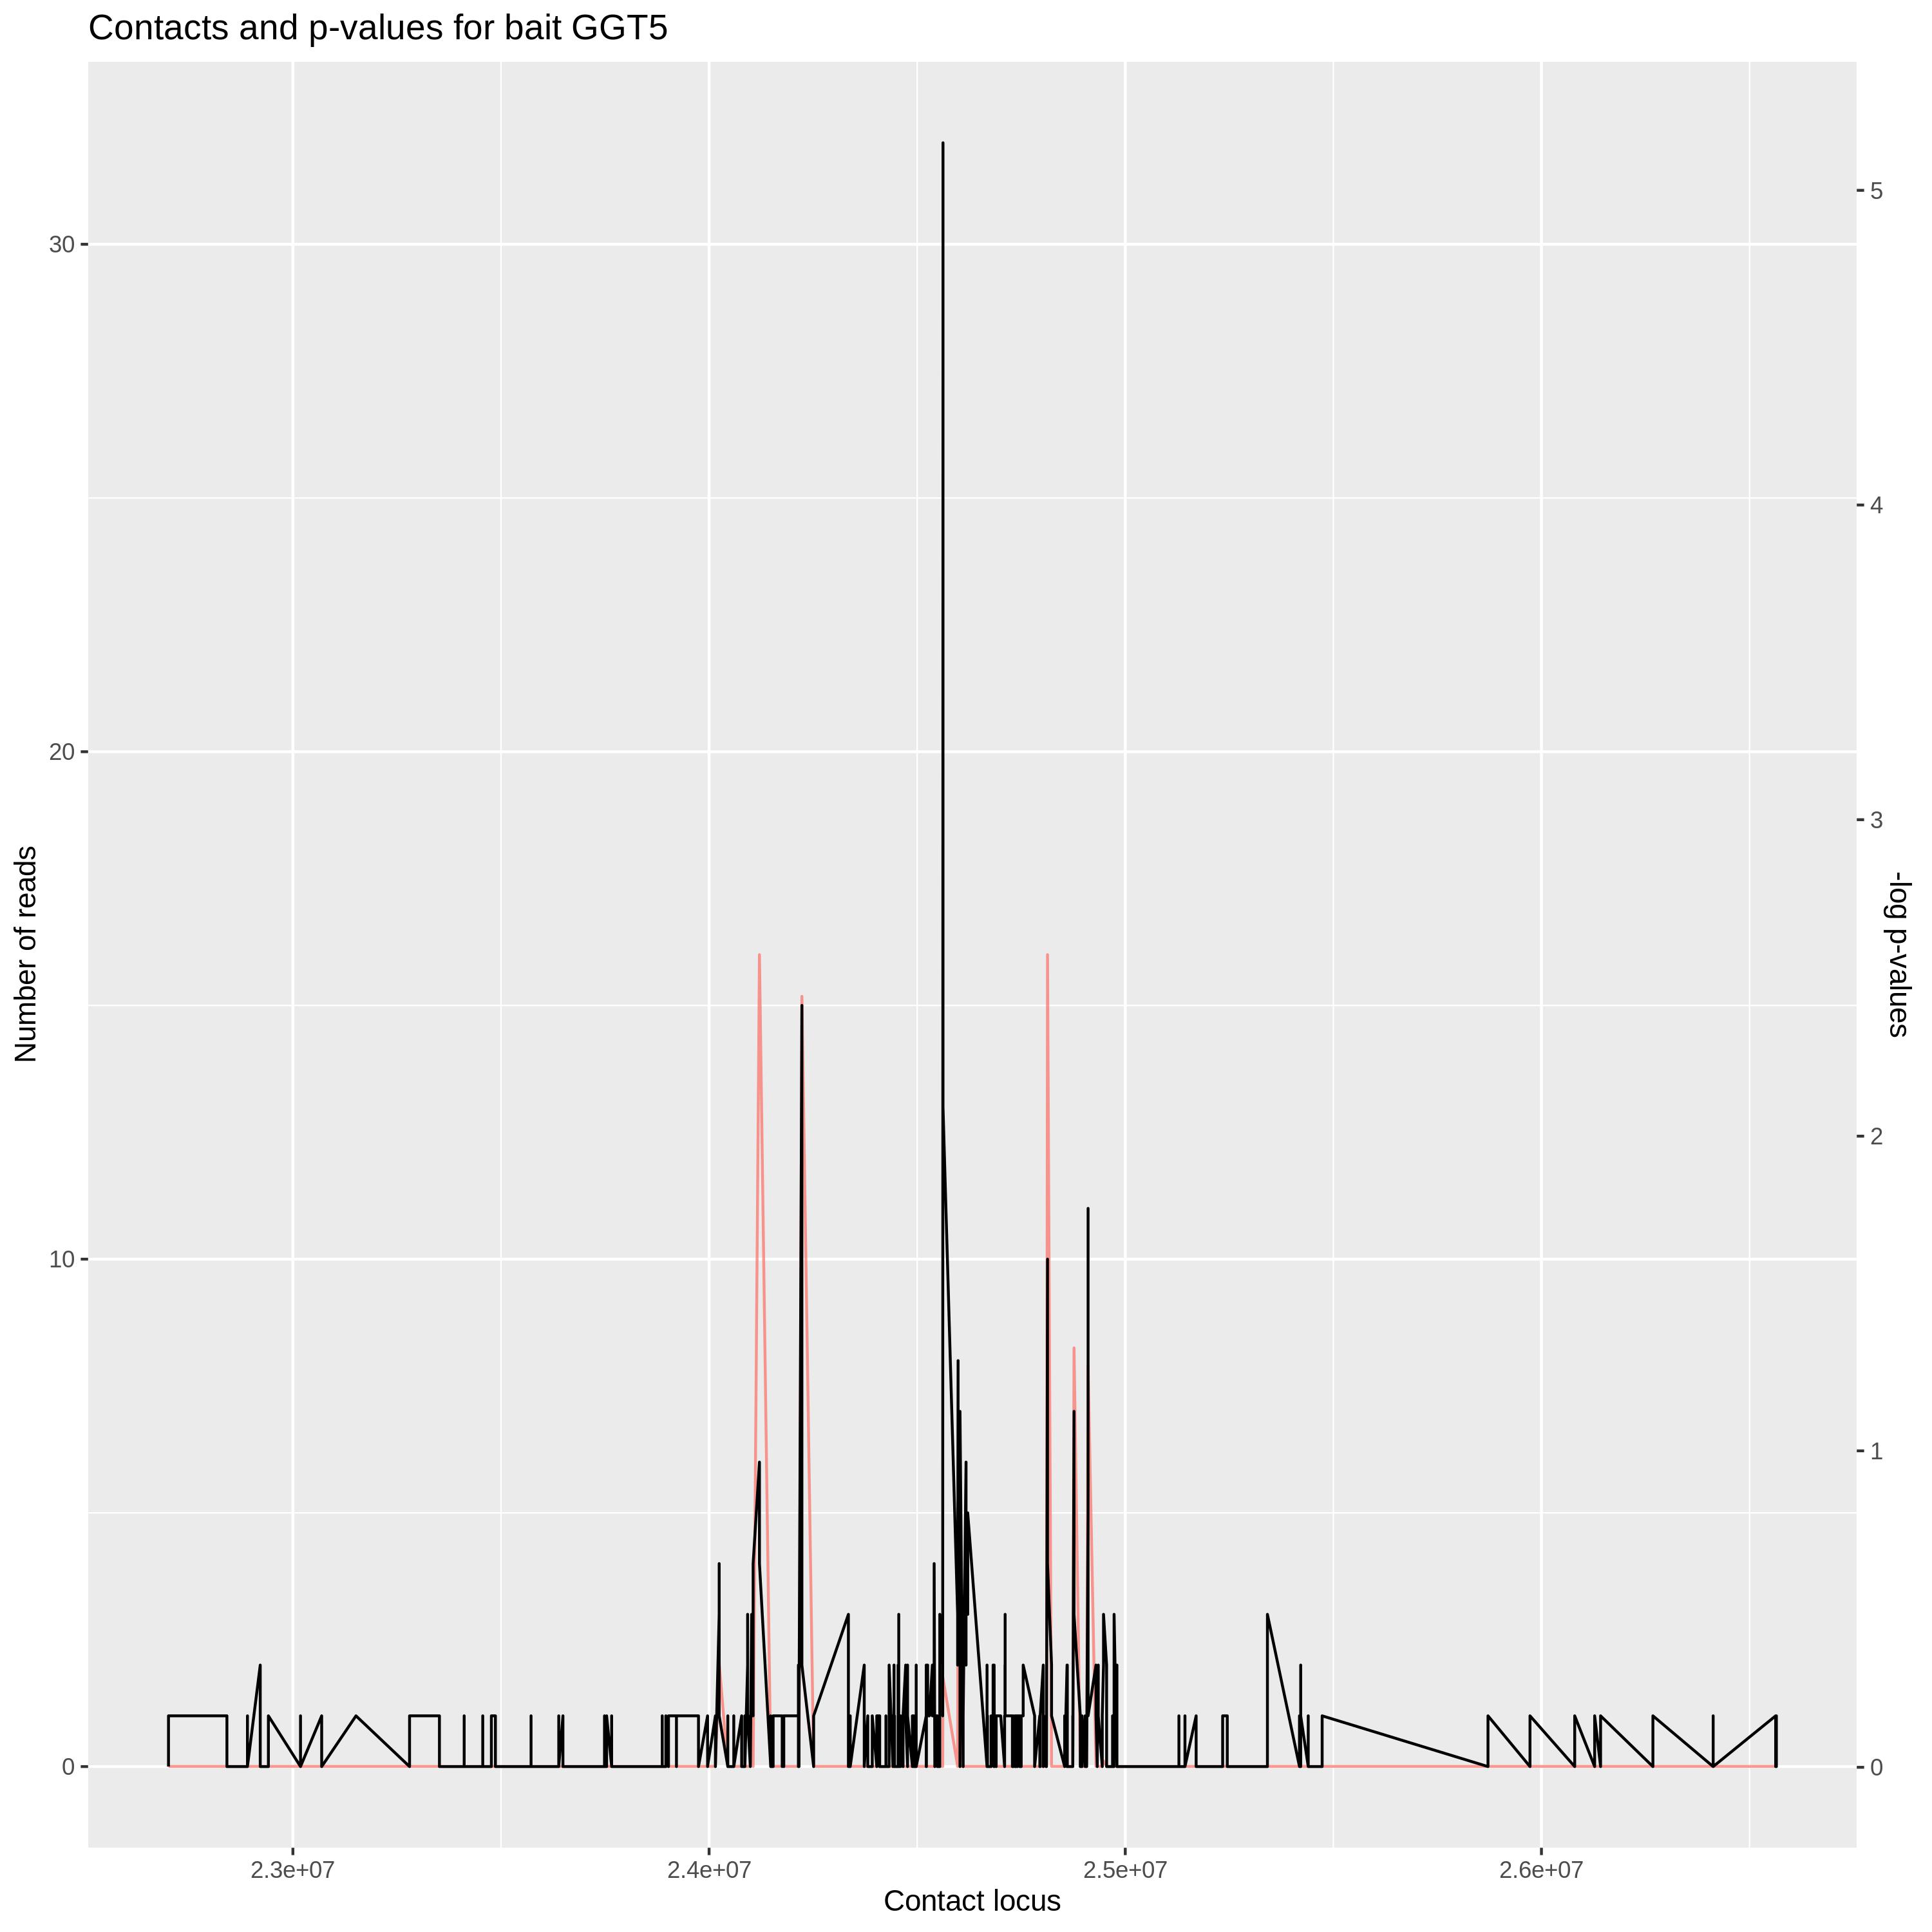 Contacts and p-values for bait GGT5
30
20
10
0
5
4
3
2
1
0
Number of reads
-log p-values
2.3e+07 2.4e+07 2.5e+07 2.6e+07
Contact locus